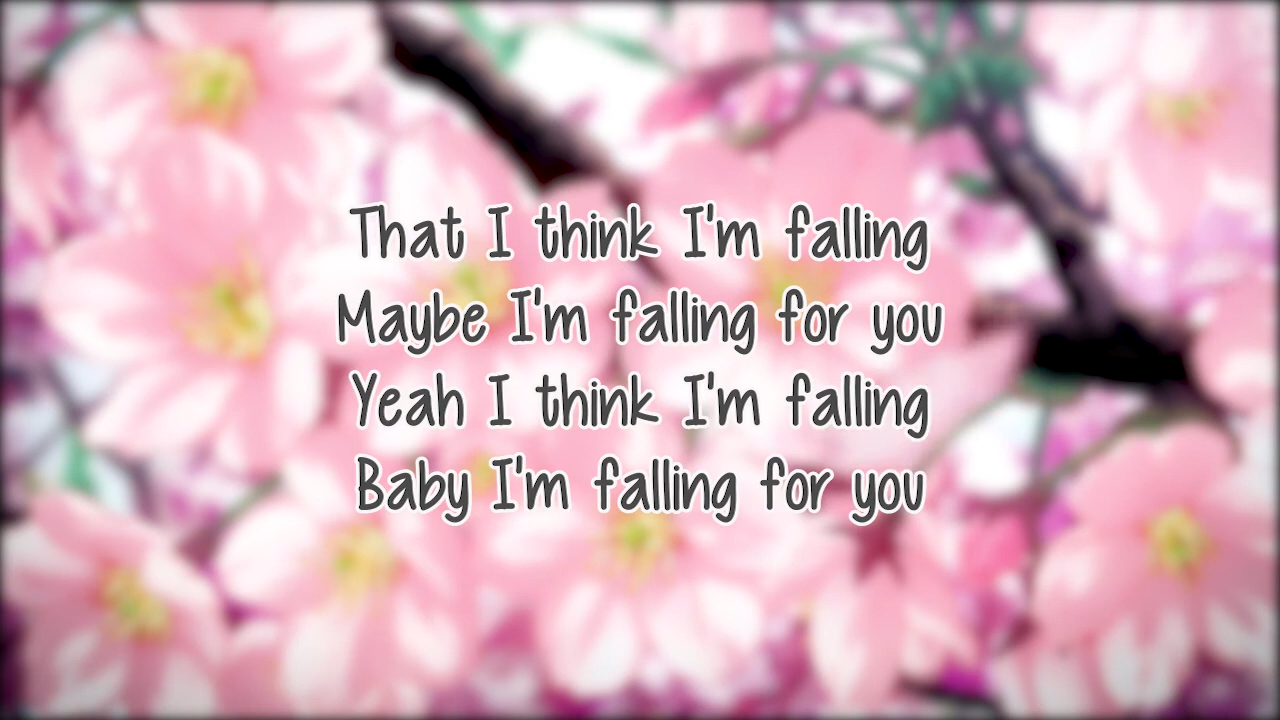 That I think I'm falling
Maybe I'm falling for you
Yeah I think I'm falling
Baby I'm falling for you